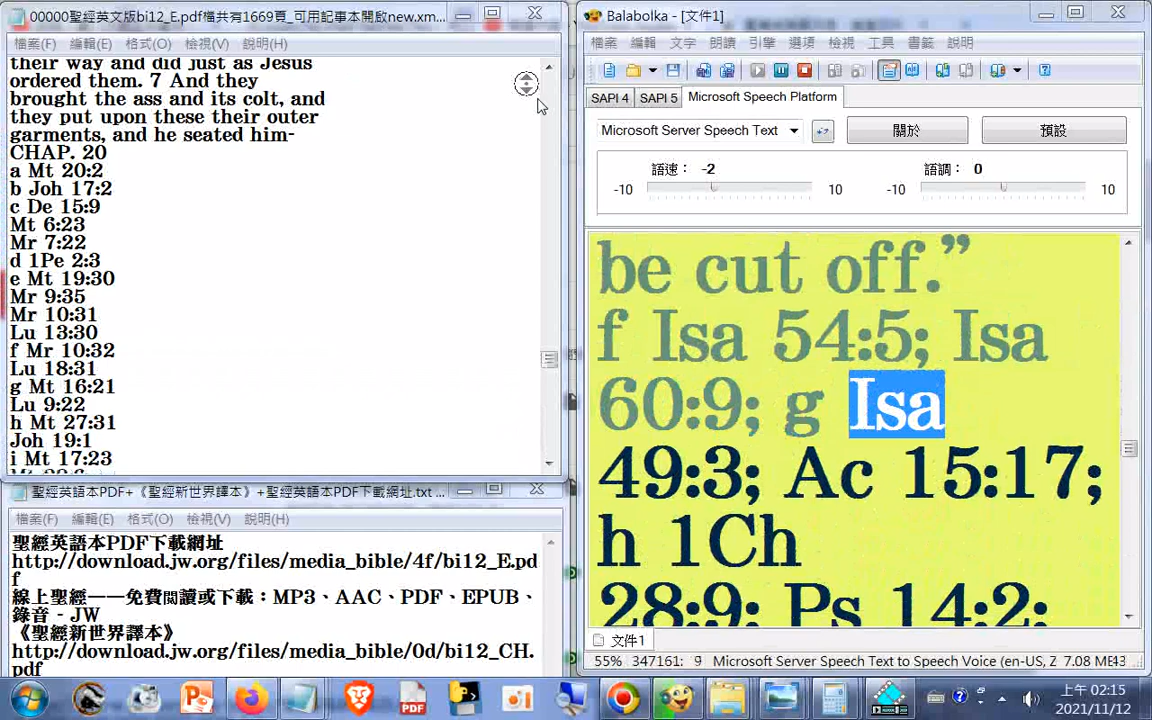 00000聖經英文版bi12_E.pdf檔共有1669頁_可用記事本開啟new.xm...
檔案(F) 編輯(E) 格式(O) 檢視(V) 說明(H)
their way and did just as Jesus
ordered them. 7 And they
brought the ass and its colt, and
they put upon these their outer
garments, and he seated him-
CHAP. 20
a Mt 20:2
b Joh 17:2
c De 15:9
Mt 6:23
Mr 7:22
d 1Pe 2:3
e Mt 19:30
Mr 9:35
Mr 10:31
Lu 13:30
f Mr 10:32
Lu 18:31
g Mt 16:21
Lu 9:22
h Mt 27:31
Joh 19:1
i Mt 17:23
聖經英語本PDF+《聖經新世界譯本》+聖經英語本PDF下載網址.txt ...
檔案(F) 編輯(E) 格式(O) 檢視(V) 說明(H)
聖經英語本PDF下載網址
http://download.jw.org/files/media_bible/4f/bi12_E.pd
f
線上聖經——免費閱讀或下載：MP3、AAC、PDF、EPUB、
錄音 - JW
《聖經新世界譯本》
http://download.jw.org/files/media_bible/0d/bi12_CH.
pdf
Balabolka - [文件1]
檔案 編輯 文字 朗讀 引擎 選項 檢視 工具 書籤 說明
SAPI 4 SAPI 5 Microsoft Speech Platform
Microsoft Server Speech Text 關於 預設
語速： -2 語調： 0
-10 10 -10 10
be cut off.”
f Isa 54:5; Isa
60:9; g Isa
49:3; Ac 15:17;
h 1Ch
28:9; Ps 14:2;
文件1
55% 347161: 9 Microsoft Server Speech Text to Speech Voice (en-US, Z 7.08 MB
PDF
上午 02:15
2021/11/12